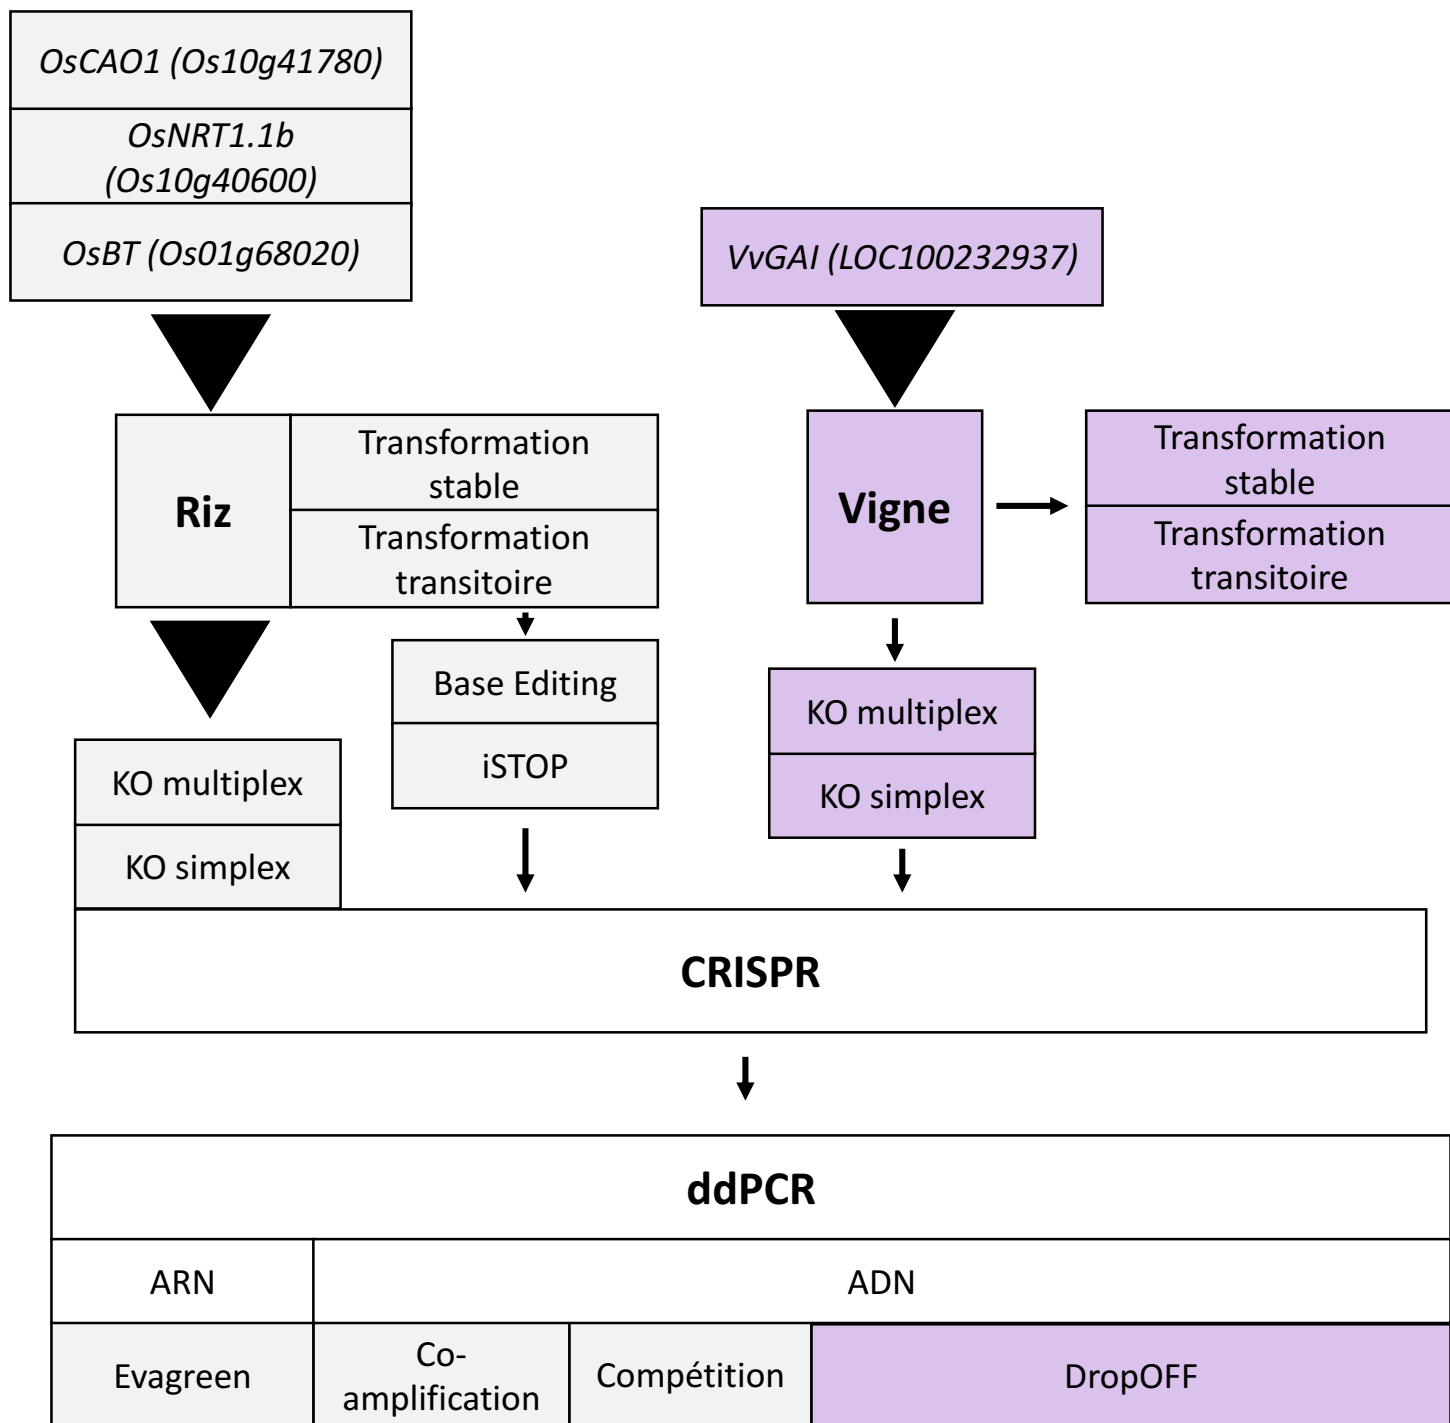 OsCAO1 (Os10g41780)
OsNRT1.1b
(Os10g40600)
OsBT (Os01g68020)
VvGAI (LOC100232937)
Riz
Transformation
stable
Transformation
transitoire
Vigne
Transformation
stable
Transformation
transitoire
Base Editing
iSTOP
KO multiplex
KO simplex
KO multiplex
KO simplex
CRISPR
ddPCR
ARN
ADN
Evagreen
Co-
amplification
Compétition
DropOFF